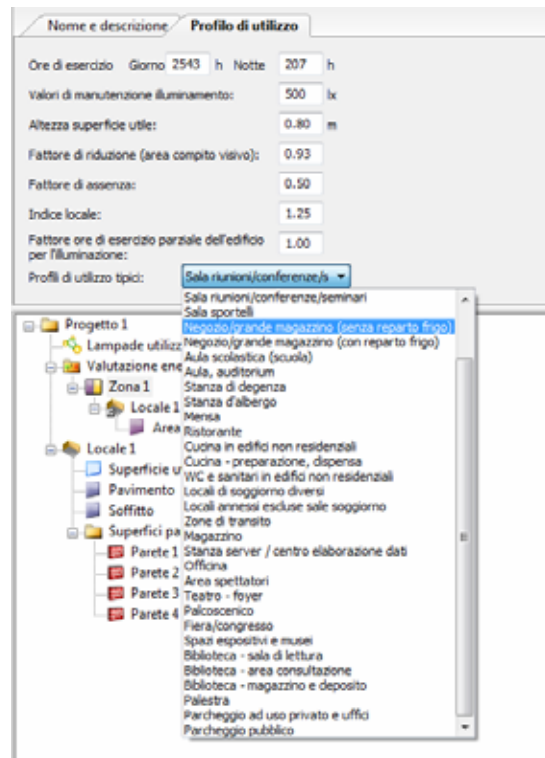 Nome e descrizione Profilo di utilizzo
Ore di esercizio Giorno 2543 h Notte 207 h
Valori di manutenzione illuminamento: 500 lx
Altezza superficie utile: 0.80 m
Fattore di riduzione (area compito visivo): 0.93
Fattore di assenza: 0.50
Indice locale: 1.25
Fattore ore di esercizio parziale dell'edificio
per l'illuminazione: 1.00
Profili di utilizzo tipici: Sala riunioni/conferenze/s
Sala riunioni/conferenze/seminari
Sala sportelli
Negozio/grande magazzino (senza reparto frigo)
Negozio/grande magazzino (con reparto frigo)
Aula scolastica (scuola)
Aula, auditorium
Stanza di degenza
Stanza d'albergo
Mensa
Ristorante
Cucina in edifici non residenziali
Cucina - preparazione, dispensa
WC e sanitari in edifici non residenziali
Locali di soggiorno diversi
Locali annessi escluse sale soggiorno
Zone di transito
Magazzino
Stanza server / centro elaborazione dati
Officina
Area spettatori
Teatro - foyer
Palcoscenico
Fiera/congresso
Spazi espositivi e musei
Biblioteca - sala di lettura
Biblioteca - area consultazione
Biblioteca - magazzino e deposito
Palestra
Parcheggio ad uso privato e uffici
Parcheggio pubblico
Progetto 1
Lampade utilizz
Valutazione ene
Zona 1
Locale 1
Area
Locale 1
Superficie u
Pavimento
Soffitto
Superfici pa
Parete 1
Parete 2
Parete 3
Parete 4